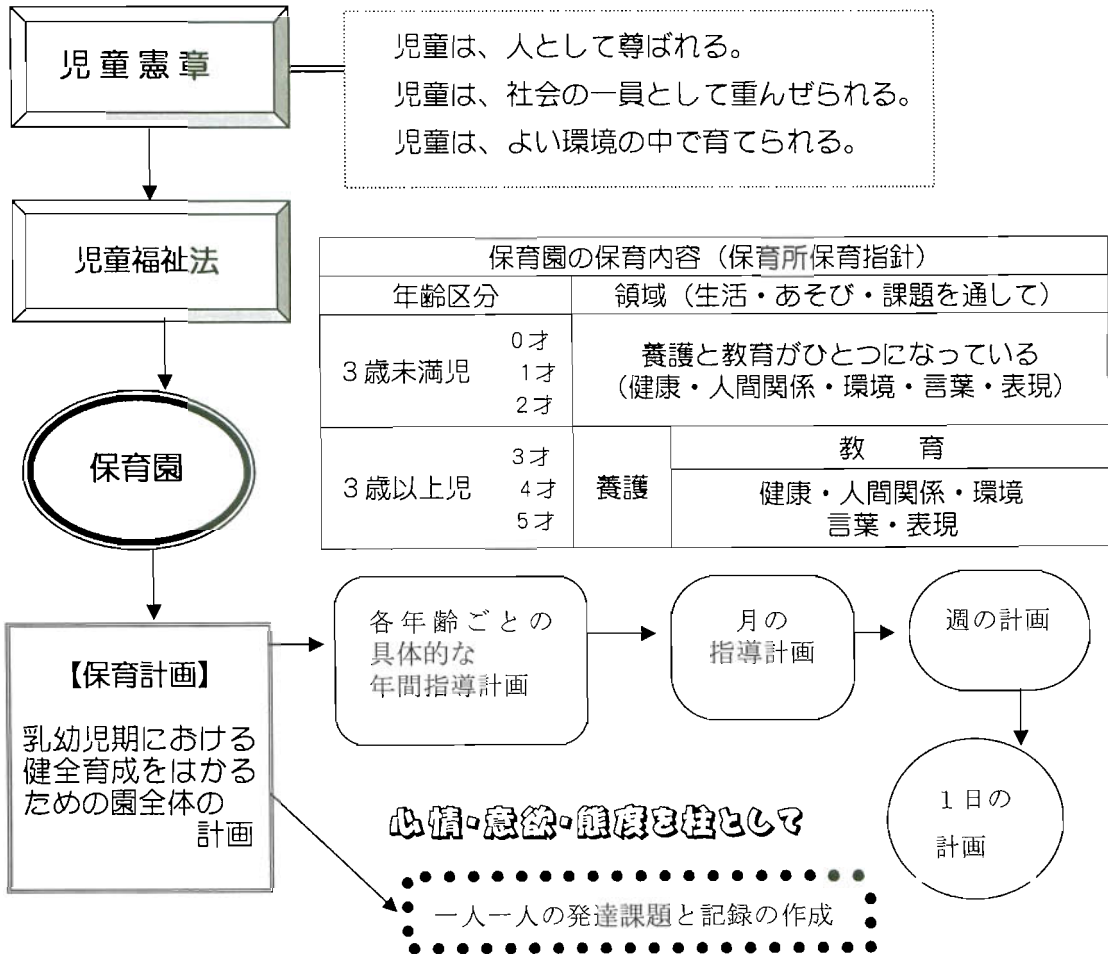 児童憲章
児童は、人として尊ばれる。
児童は、社会の一員として重んぜられる。
児童は、よい環境の中で育てられる。
児童福祉法
保育園の保育内容（保育所保育指針）
年齢区分
領域（生活・あそび・課題を通して）
３歳未満児
０才
１才
２才
養護と教育がひとつになっている
（健康・人間関係・環境・言葉・表現）
３歳以上児
３才
４才
５才
養護
教　育
健康・人間関係・環境
言葉・表現
保育園
【保育計画】
乳幼児期における
健全育成をはかる
ための園全体の
計画
各年齢ごとの
具体的な
年間指導計画
月の
指導計画
週の計画
１日の
計画
心情・意欲・態度を柱として
一人一人の発達課題と記録の作成